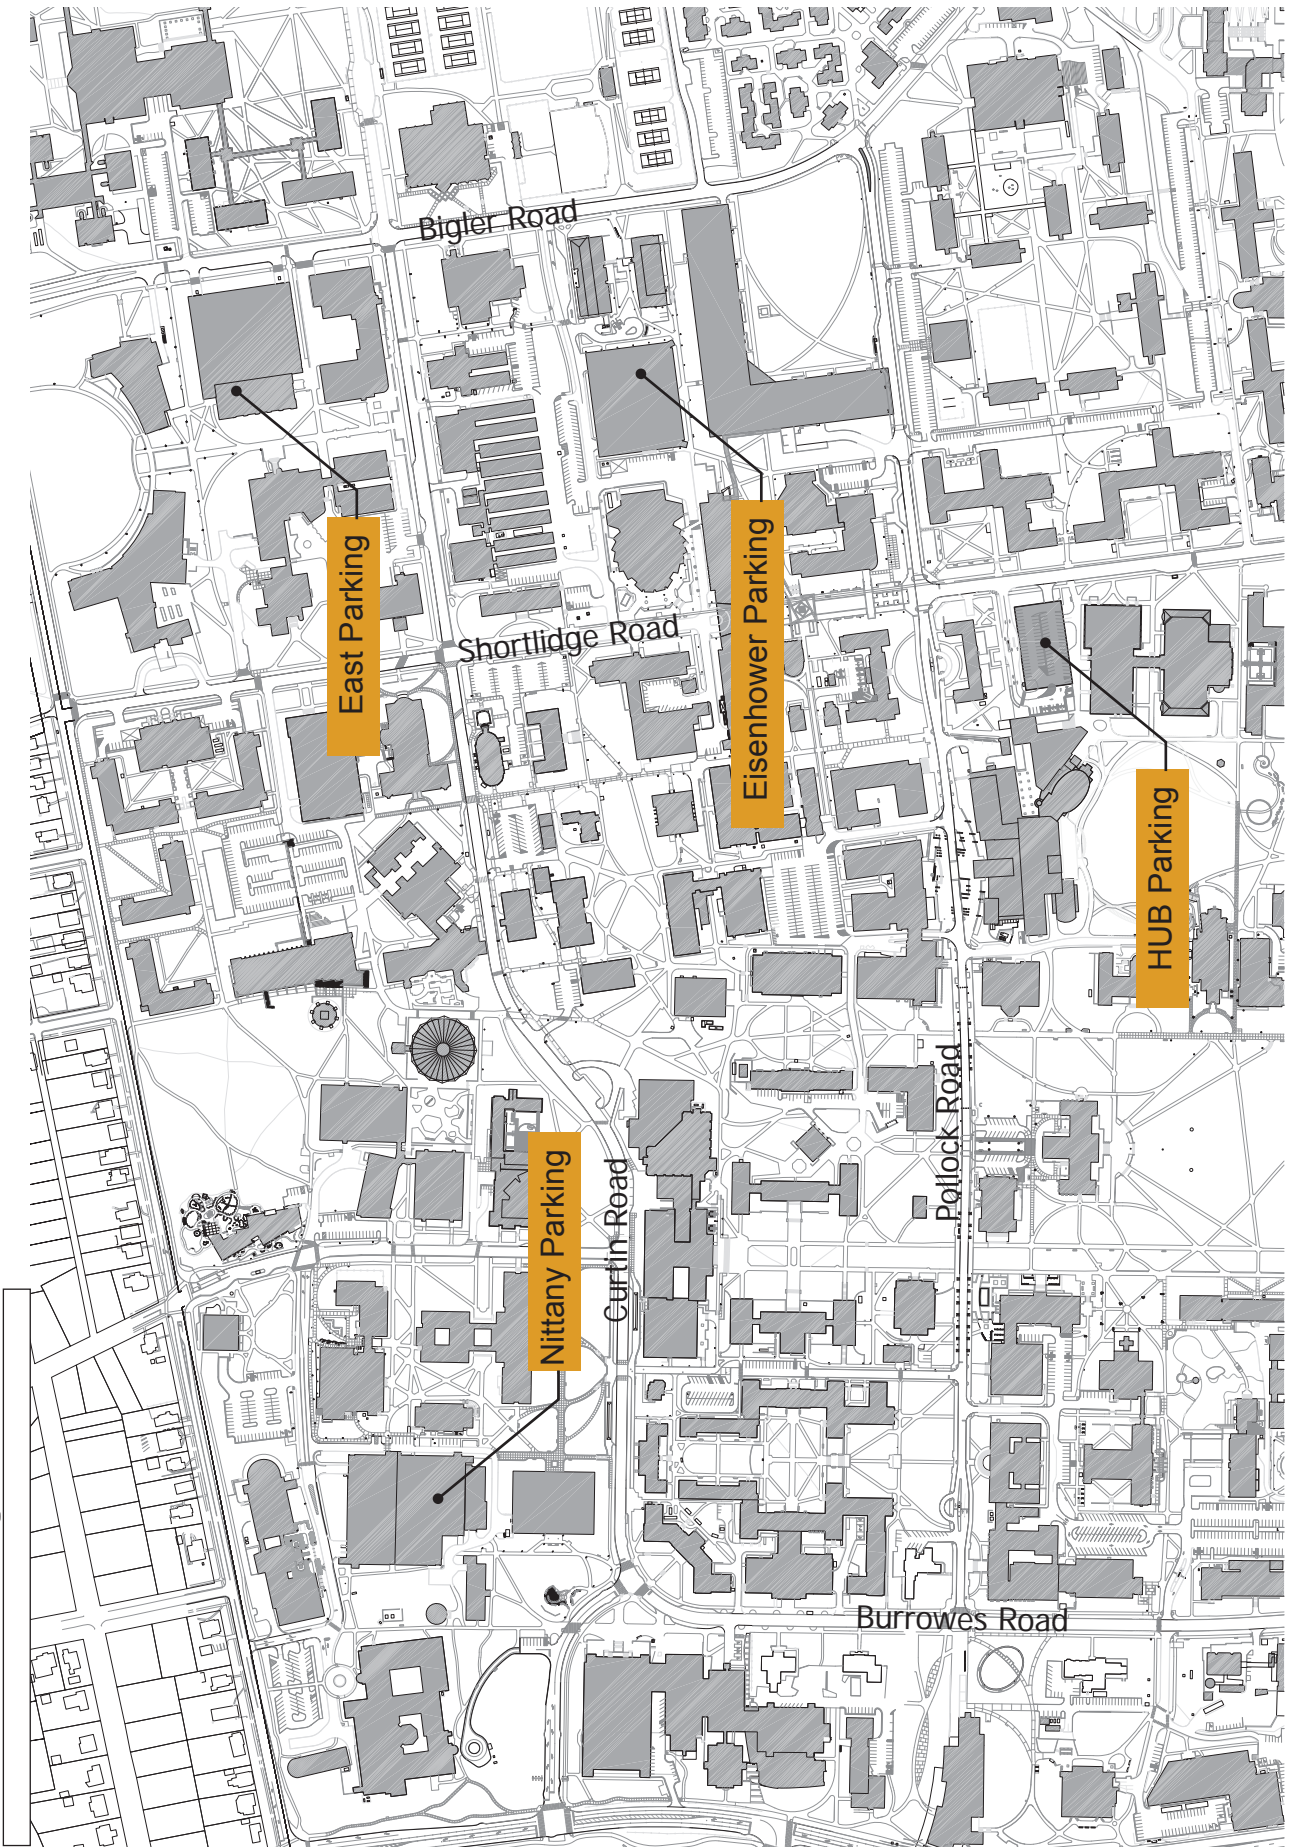 Bigler Road
East Parking
Shortlidge Road
Eisenhower Parking
HUB Parking
Nittany Parking
Curtin Road
Pollock Road
Burrowes Road